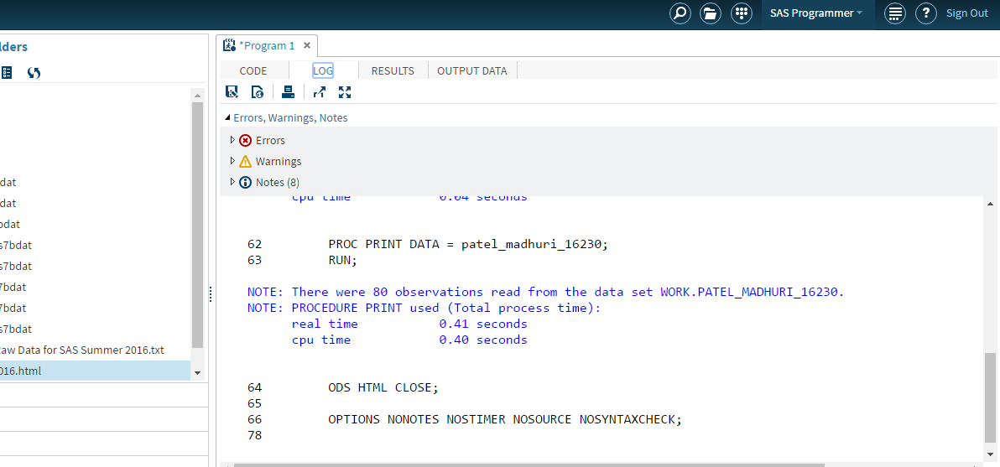 SAS Programmer
Sign Out
lders
*Program 1
CODE
LOG
RESULTS
OUTPUT DATA
Errors, Warnings, Notes
Errors
Warnings
Notes (8)
dat
dat
bdat
s7bdat
s7bdat
7bdat
7bdat
s7bdat
aw Data for SAS Summer 2016.txt
016.html
cpu time 0.04 seconds
62 PROC PRINT DATA = patel_madhuri_16230;
63 RUN;
NOTE: There were 80 observations read from the data set WORK.PATEL_MADHURI_16230.
NOTE: PROCEDURE PRINT used (Total process time):
real time 0.41 seconds
cpu time 0.40 seconds
64 ODS HTML CLOSE;
65
66 OPTIONS NONOTES NOSTIMER NOSOURCE NOSYNTAXCHECK;
78